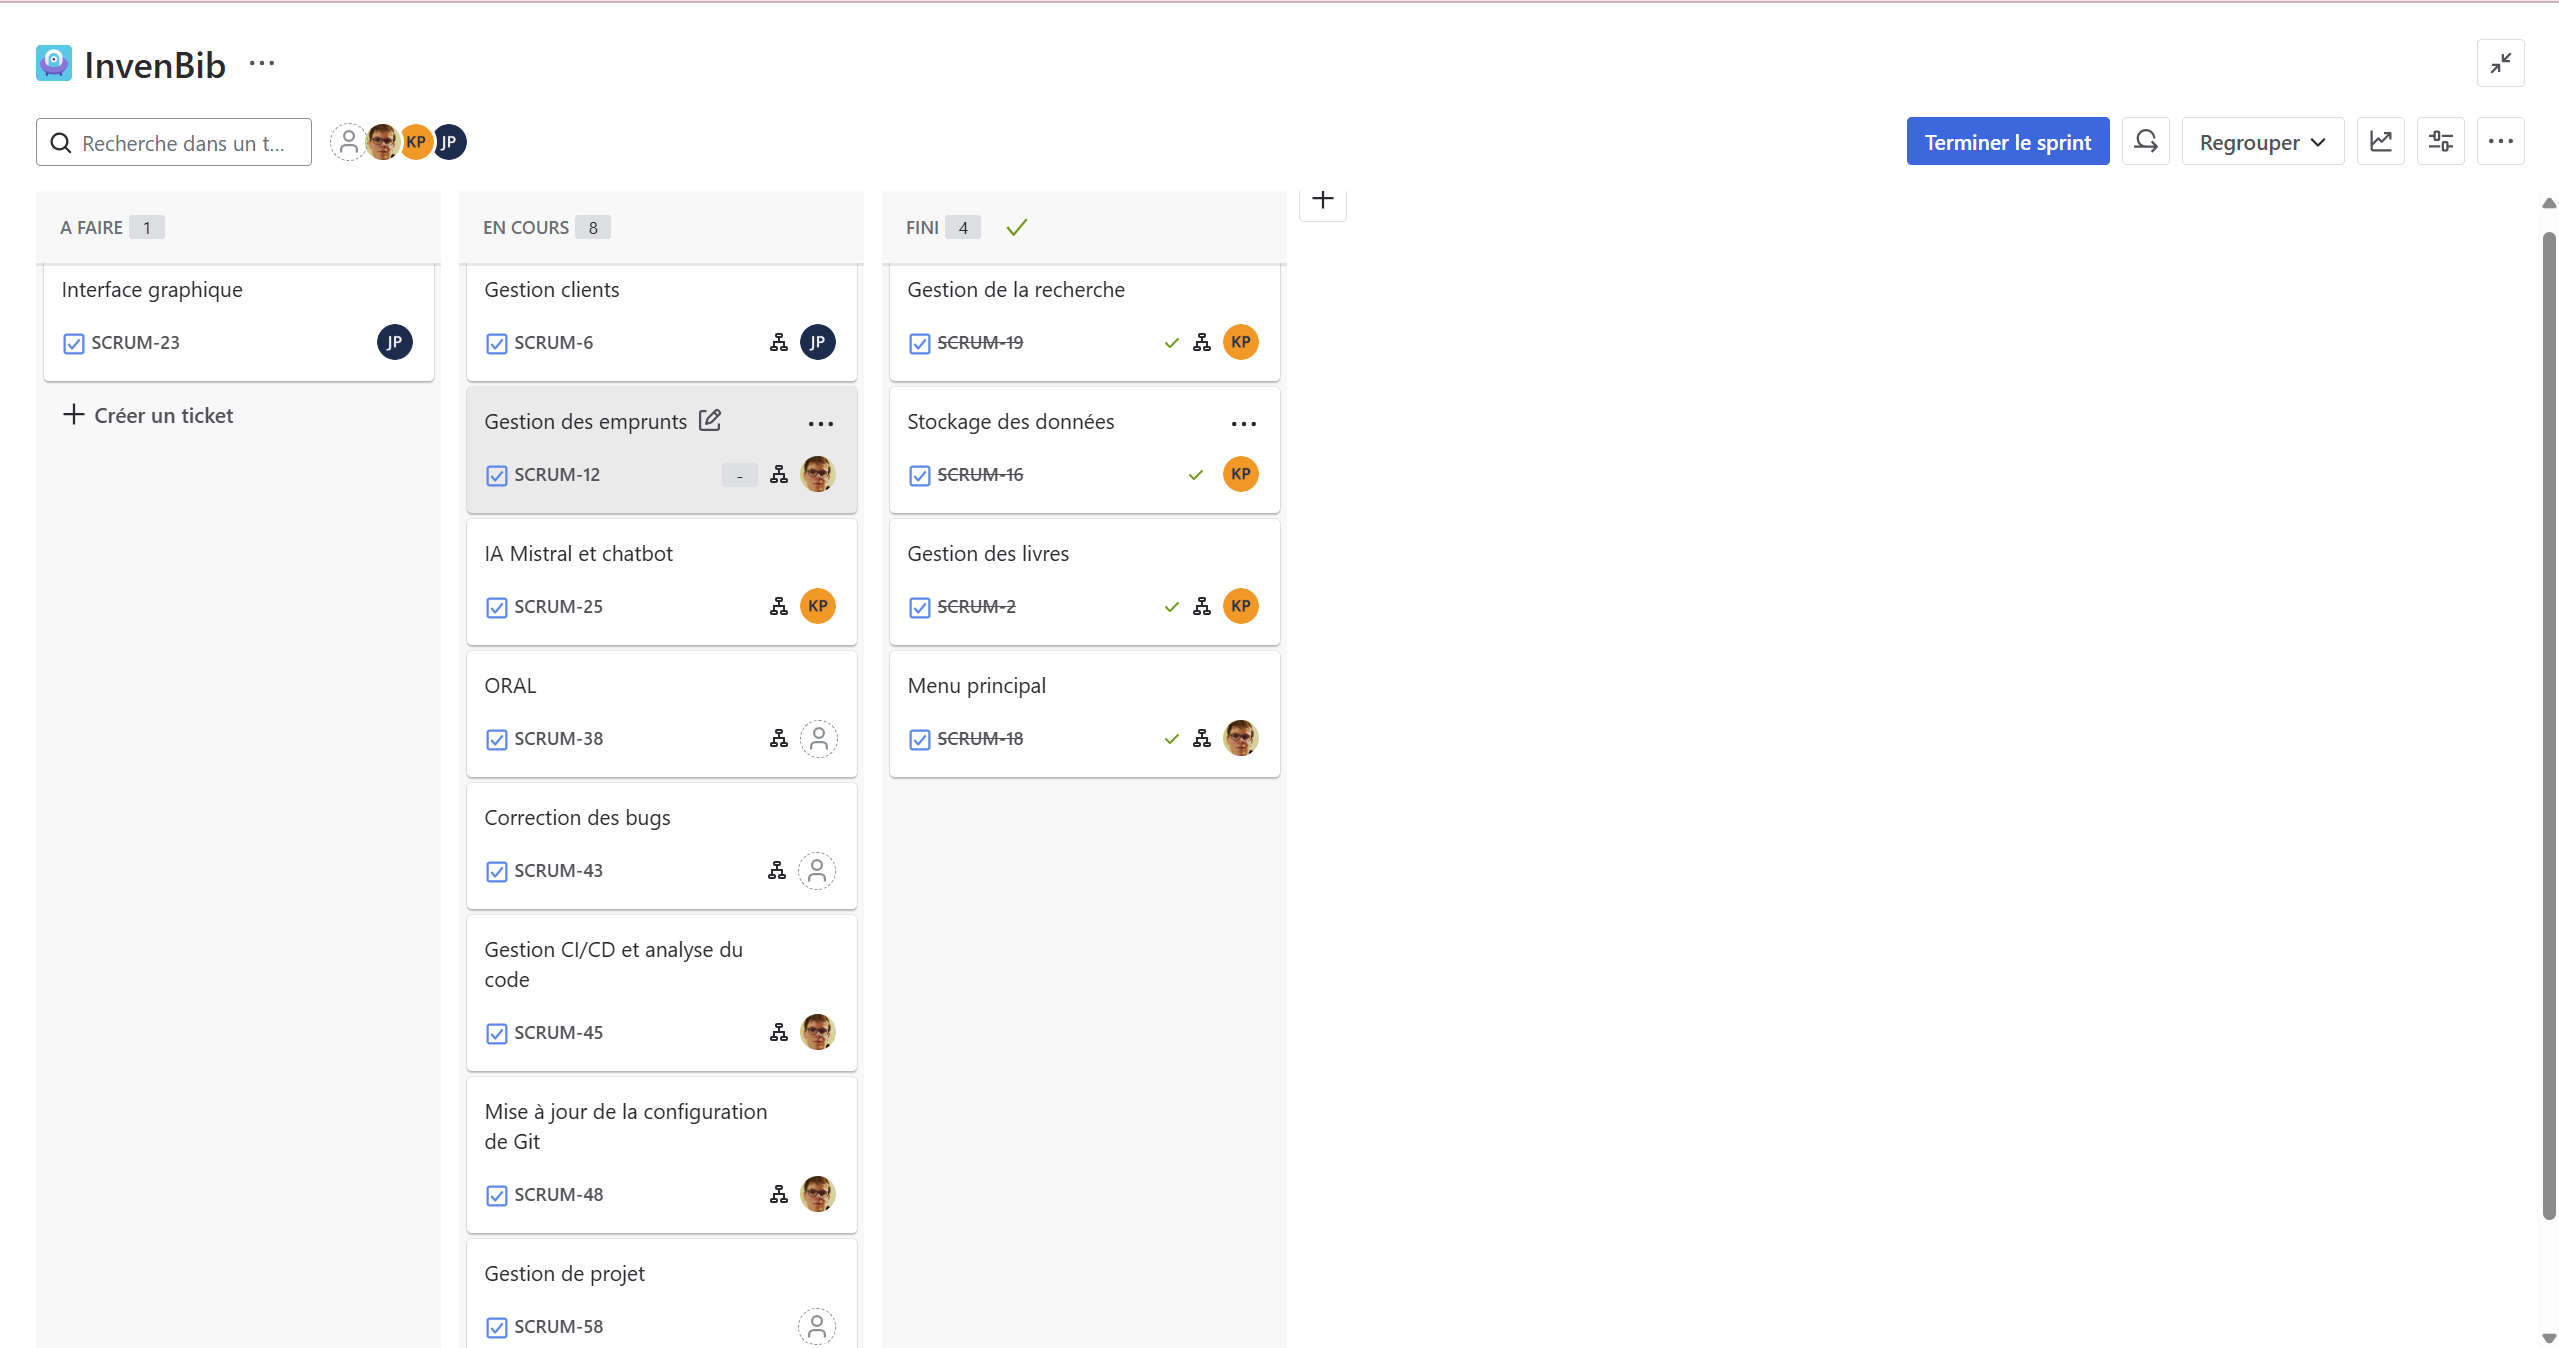 InvenBib
Recherche dans un t...
KP
JP
Terminer le sprint
Regrouper
A FAIRE 1
Interface graphique
SCRUM-23
JP
Créer un ticket
EN COURS 8
Gestion clients
SCRUM-6
JP
Gestion des emprunts
SCRUM-12
-
IA Mistral et chatbot
SCRUM-25
KP
ORAL
SCRUM-38
Correction des bugs
SCRUM-43
Gestion CI/CD et analyse du
code
SCRUM-45
Mise à jour de la configuration
de Git
SCRUM-48
Gestion de projet
SCRUM-58
FINI 4
Gestion de la recherche
SCRUM-19
KP
Stockage des données
SCRUM-16
KP
Gestion des livres
SCRUM-2
KP
Menu principal
SCRUM-18